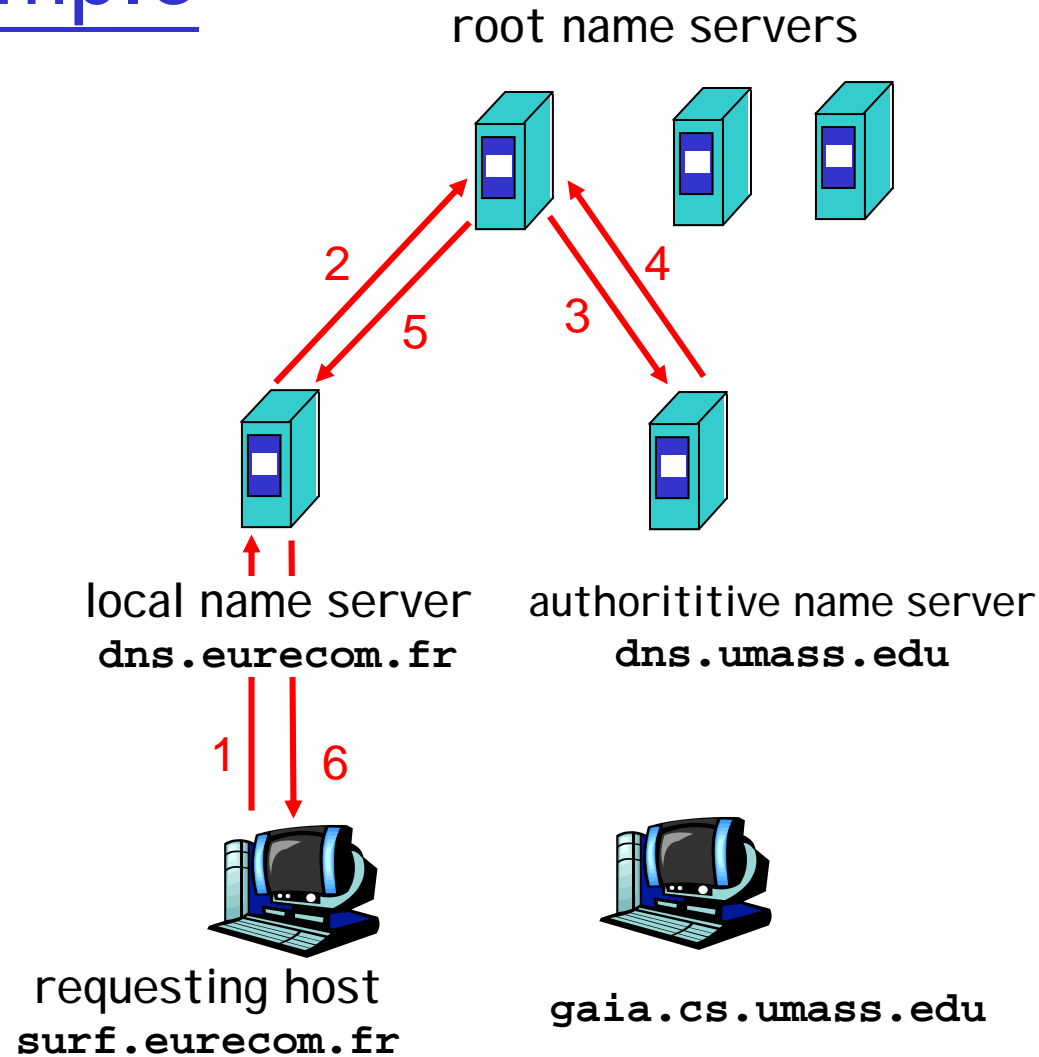 root name servers
2
4
3
5
local name server
dns.eurecom.fr
authorititive name server
dns.umass.edu
1
6
requesting host
surf.eurecom.fr
gaia.cs.umass.edu